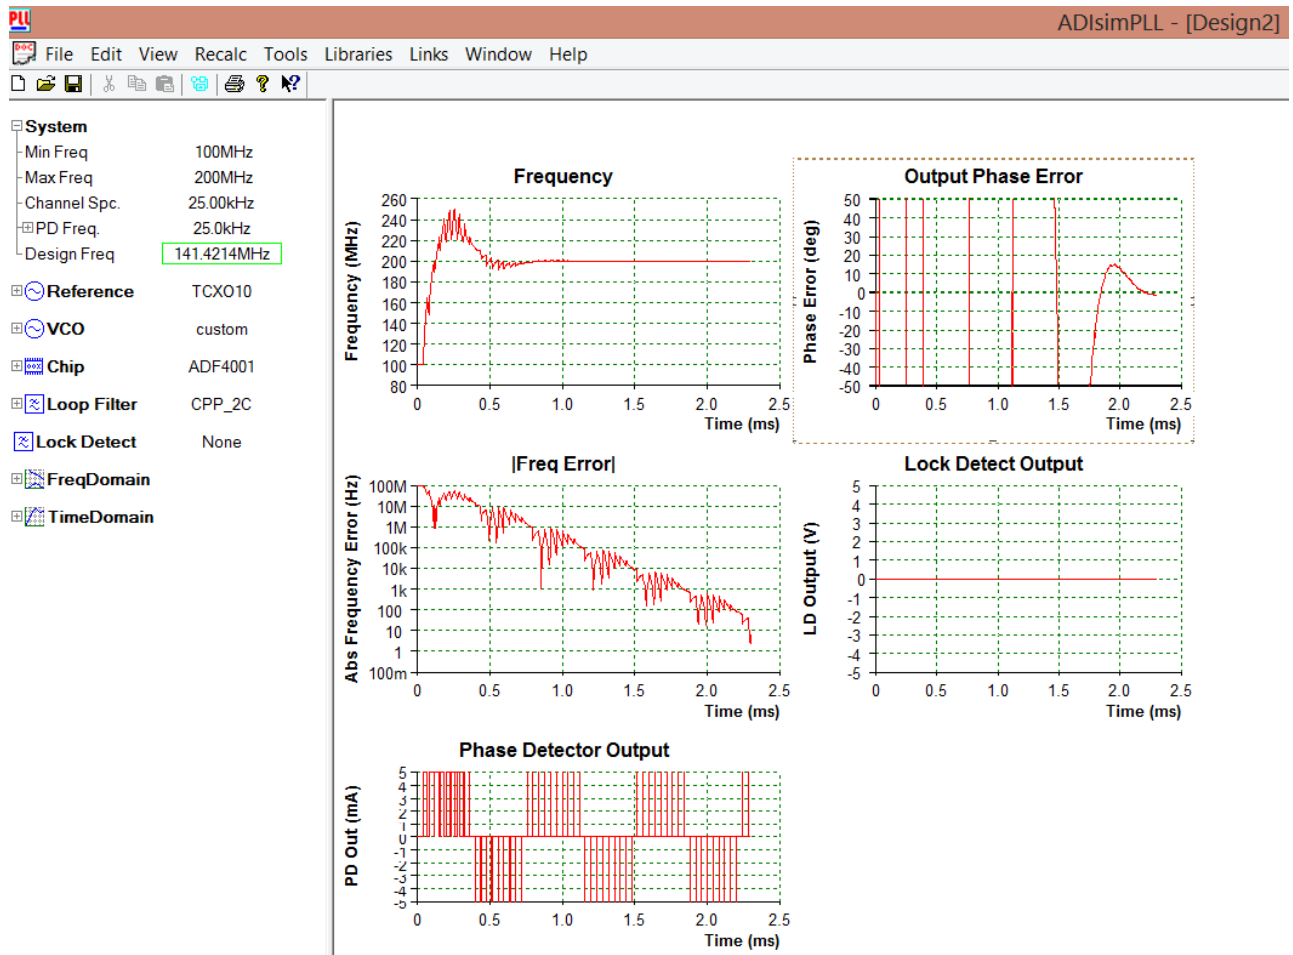 PLL
ADIsimPLL - [Design2]
DOC File Edit View Recalc Tools Libraries Links Window Help
System
Min Freq 100MHz
Max Freq 200MHz
Channel Spc. 25.00kHz
PD Freq. 25.0kHz
Design Freq 141.4214MHz
Reference TCXO10
VCO custom
Chip ADF4001
Loop Filter CPP_2C
Lock Detect None
FreqDomain
TimeDomain
Frequency
Frequency (MHz)
260
240
220
200
180
160
140
120
100
80
0 0.5 1.0 1.5 2.0 2.5
Time (ms)
Output Phase Error
Phase Error (deg)
50
40
30
20
10
0
-10
-20
-30
-40
-50
0 0.5 1.0 1.5 2.0 2.5
Time (ms)
|Freq Error|
Abs Frequency Error (Hz)
100M
10M
1M
100k
10k
1k
100
10
1
100m
0 0.5 1.0 1.5 2.0 2.5
Time (ms)
Lock Detect Output
LD Output (V)
5
4
3
2
1
0
-1
-2
-3
-4
-5
0 0.5 1.0 1.5 2.0 2.5
Time (ms)
Phase Detector Output
PD Out (mA)
5
4
3
2
1
0
-1
-2
-3
-4
-5
0 0.5 1.0 1.5 2.0 2.5
Time (ms)